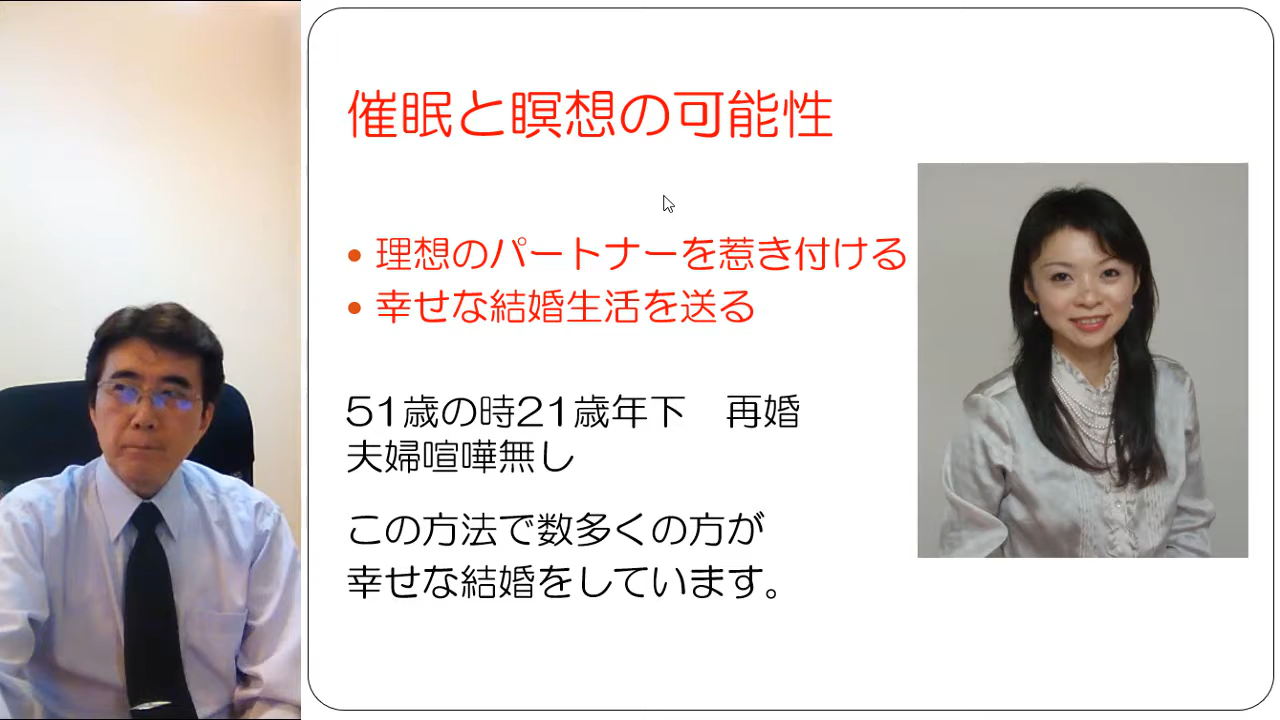 催眠と瞑想の可能性
• 理想のパートナーを惹き付ける
• 幸せな結婚生活を送る
51歳の時21歳年下　再婚
夫婦喧嘩無し
この方法で数多くの方が
幸せな結婚をしています。